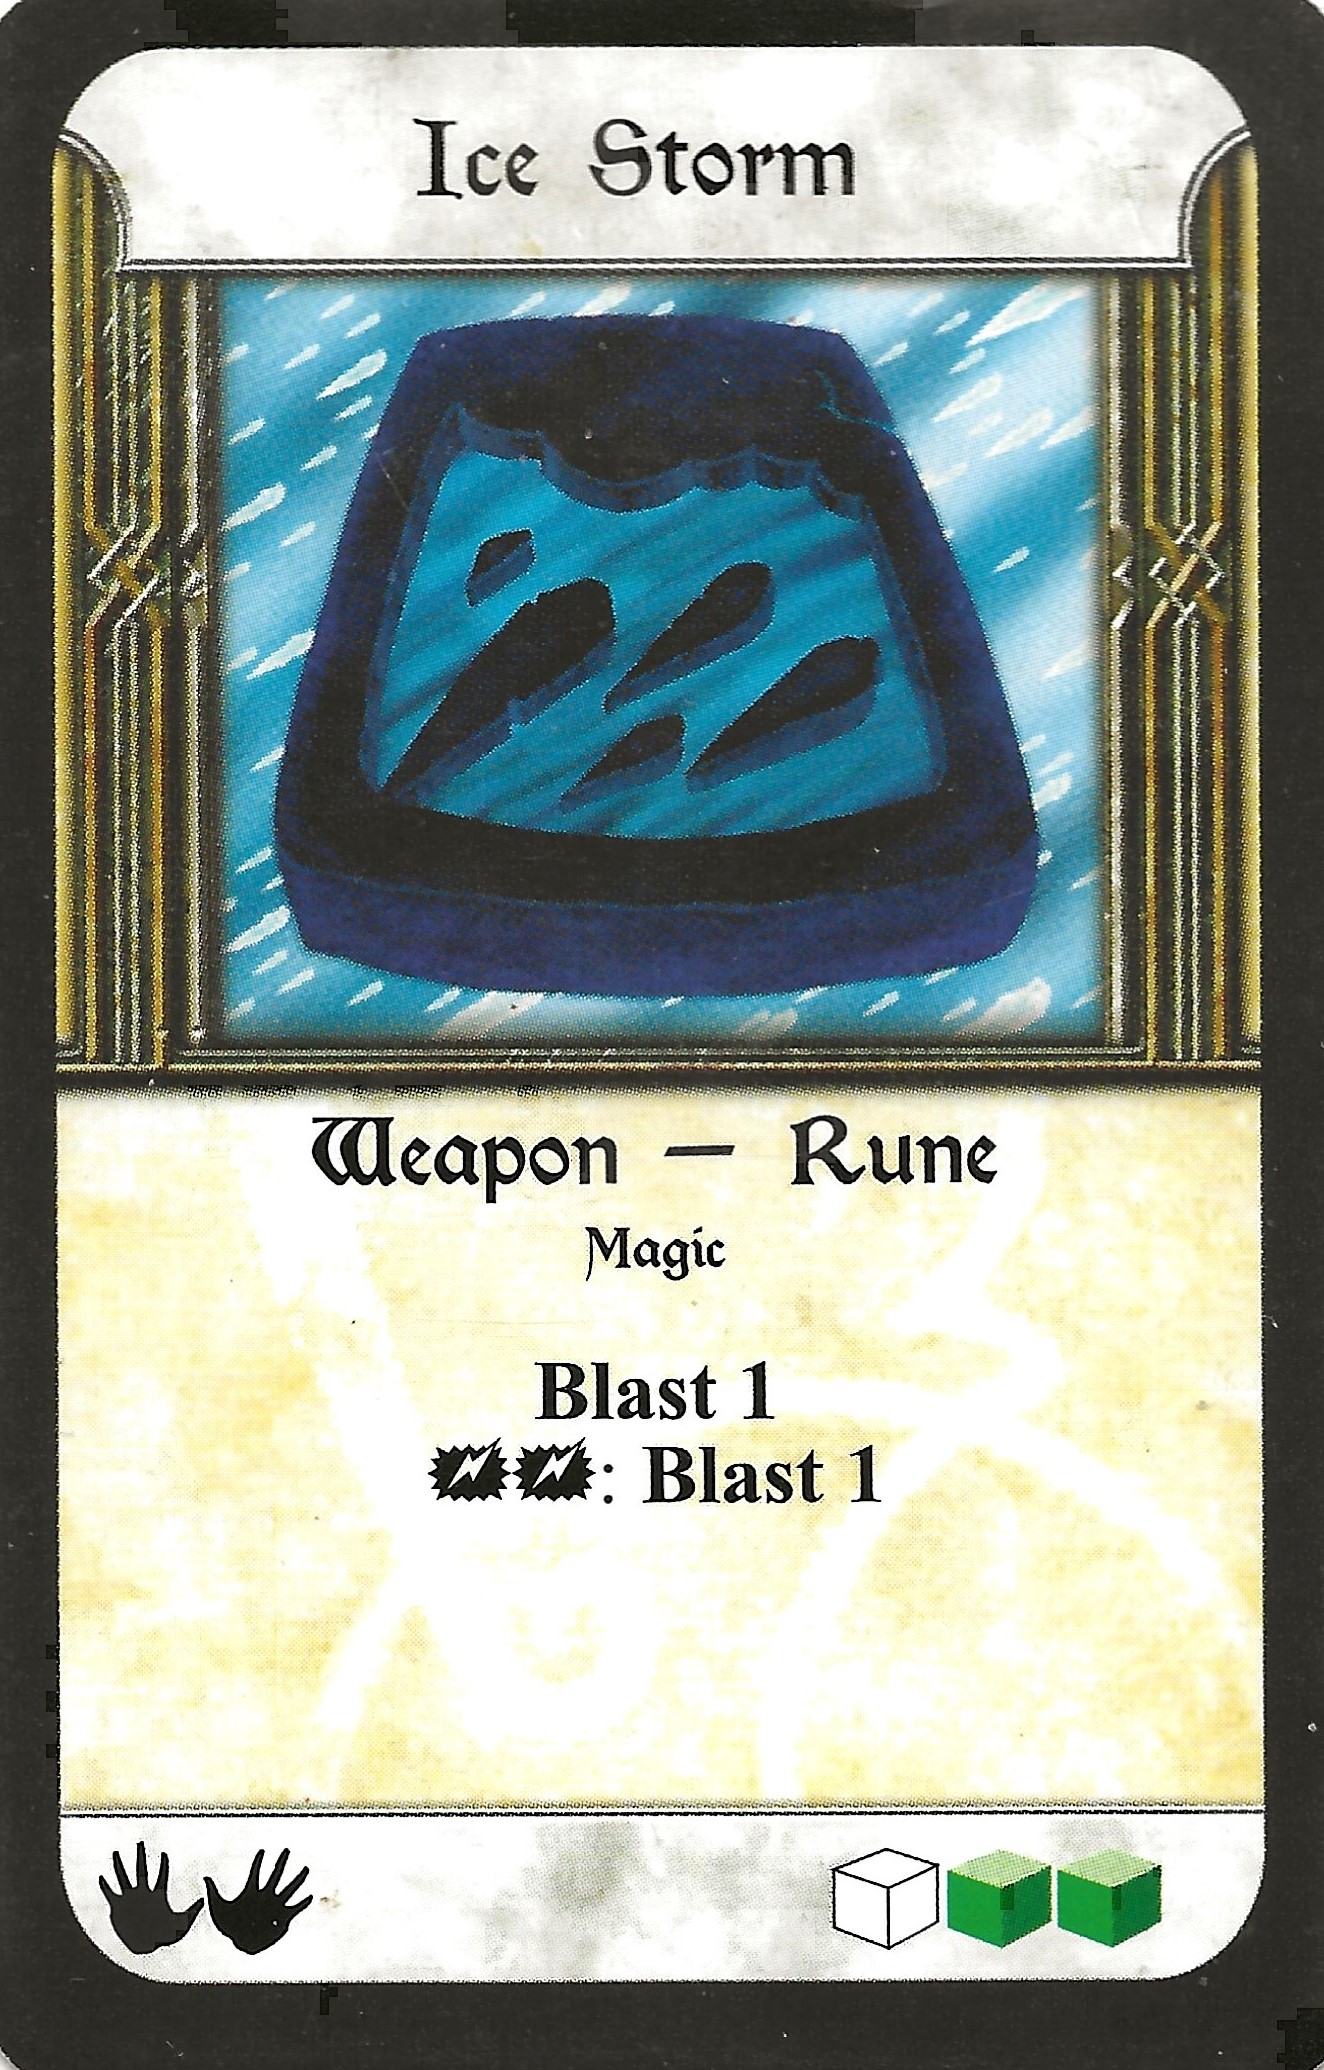 Ice Storm
Weapon – Rune
Magic
Blast 1
: Blast 1